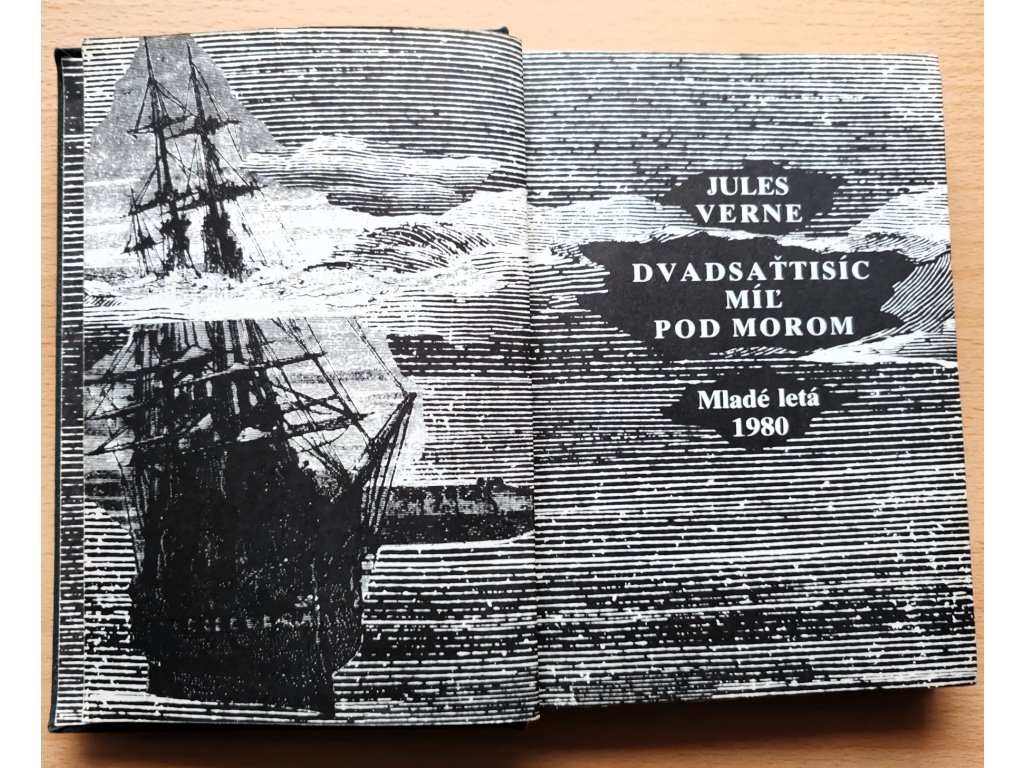 JULES
VERNE
DVADSAŤTISÍC
MÍĽ
POD MOROM
Mladé letá
1980